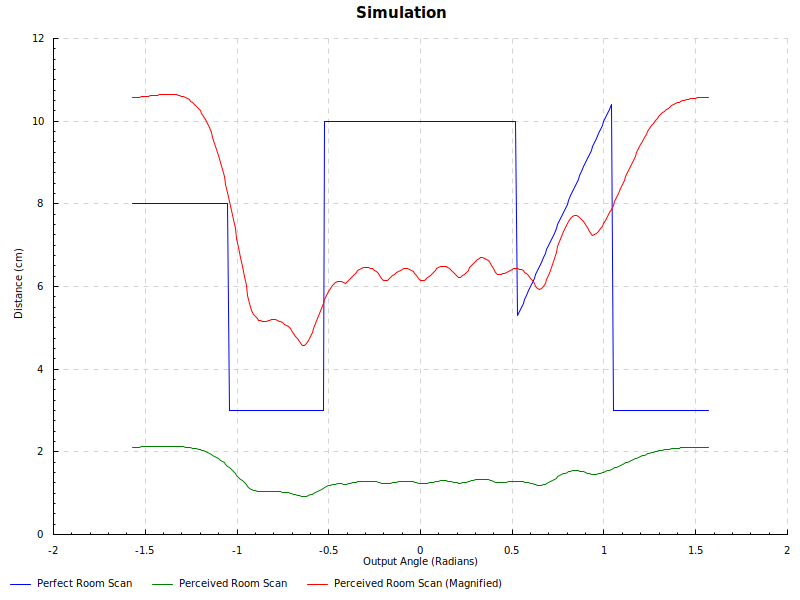 Simulation
12
10
8
6
4
2
0
Distance (cm)
-2 -1.5 -1 -0.5 0 0.5 1 1.5 2
Output Angle (Radians)
Perfect Room Scan Perceived Room Scan Perceived Room Scan (Magnified)